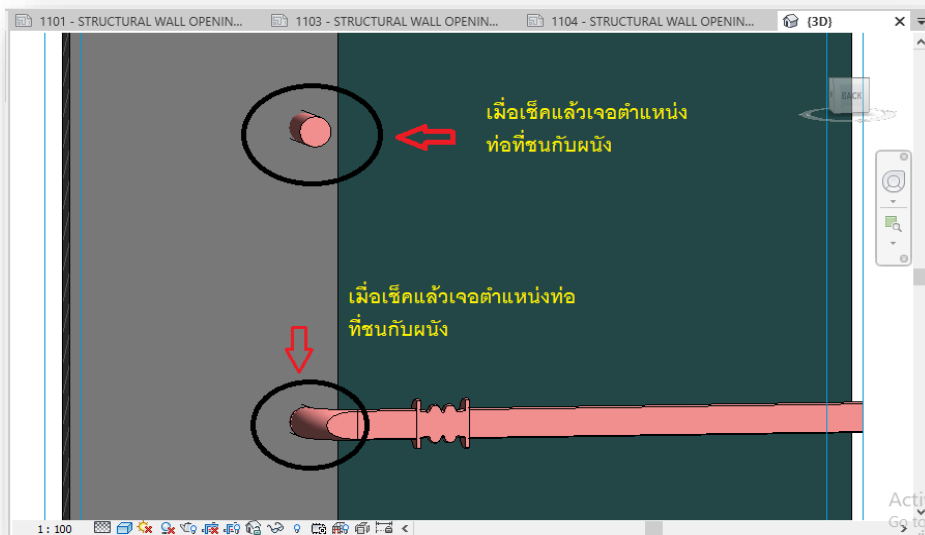 1101 - STRUCTURAL WALL OPENIN...
1103 - STRUCTURAL WALL OPENIN...
1104 - STRUCTURAL WALL OPENIN...
{3D}
BACK
เมื่อเช็คแล้วเจอตำแหน่ง
ท่อที่ชนกับผนัง
เมื่อเช็คแล้วเจอตำแหน่งท่อ
ที่ชนกับผนัง
1 : 100
Go to